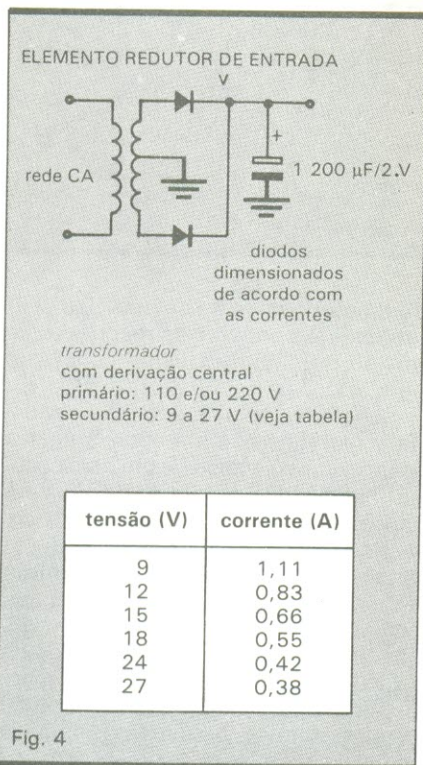 ELEMENTO REDUTOR DE ENTRADA
V
rede CA
+
1 200 µF/2.V
diodos
dimensionados
de acordo com
as correntes
transformador
com derivação central
primário: 110 e/ou 220 V
secundário: 9 a 27 V (veja tabela)
tensão (V) corrente (A)
9 1,11
12 0,83
15 0,66
18 0,55
24 0,42
27 0,38
Fig. 4